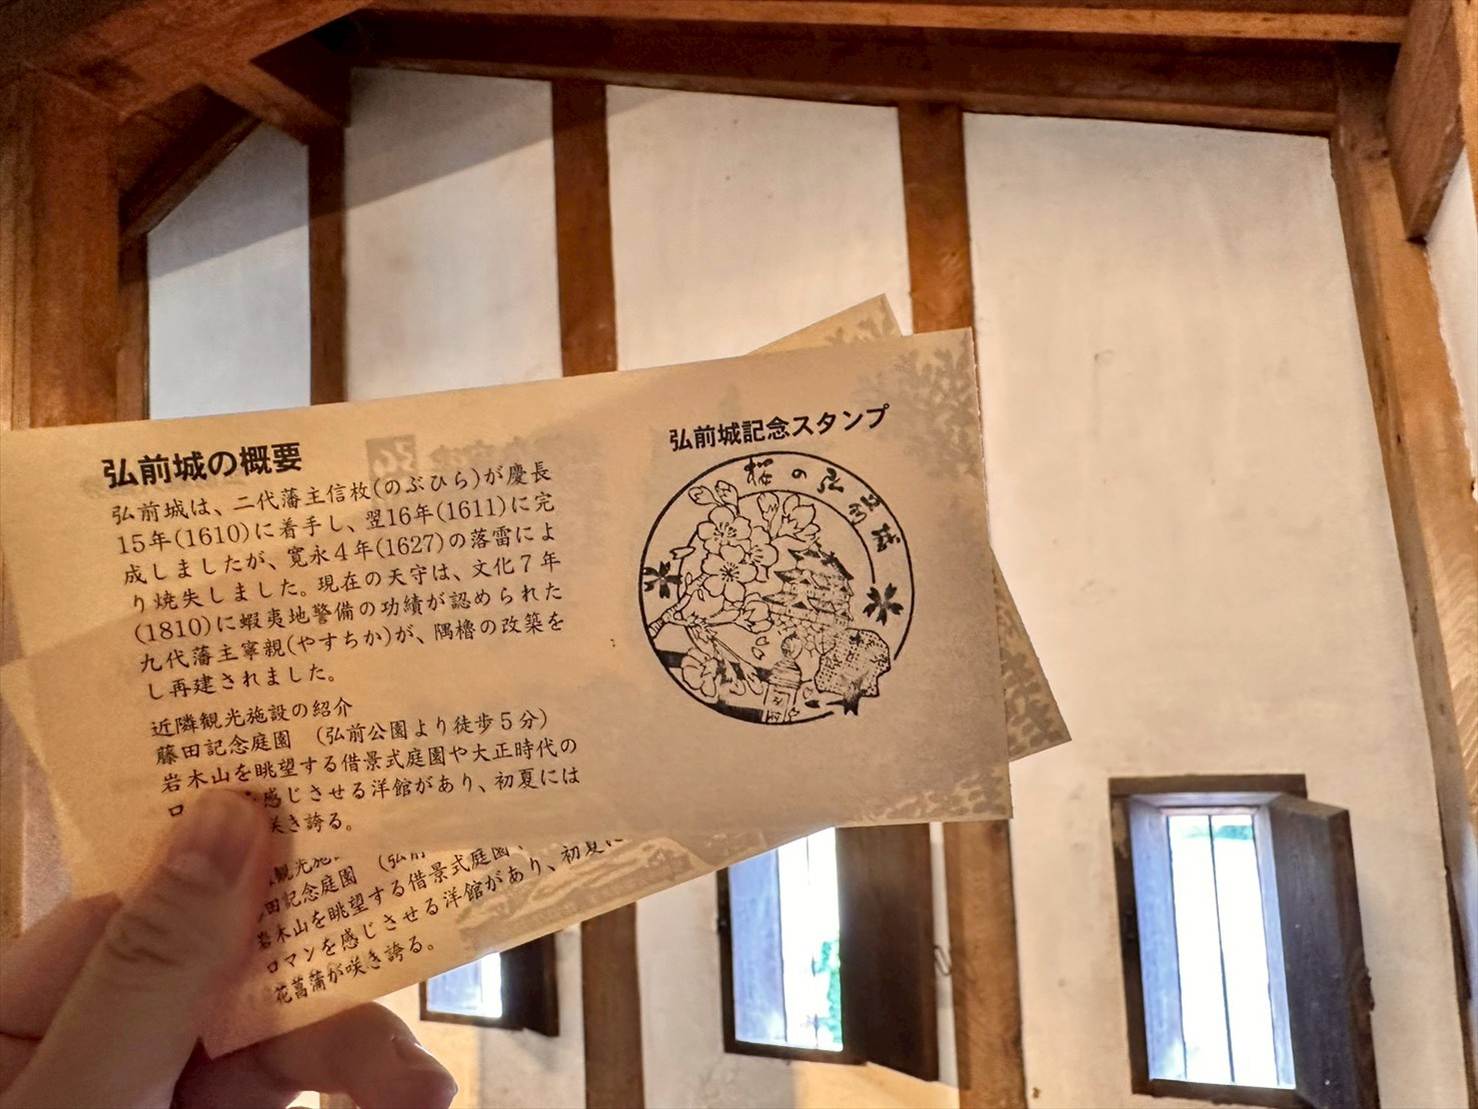 弘前城の概要
弘前城は、二代藩主信枚(のぶひら)が慶長
15年(1610)に着手し、翌16年(1611)に完
成しましたが、寛永4年(1627)の落雷によ
り焼失しました。現在の天守は、文化7年
(1810)に蝦夷地警備の功績が認められた
九代藩主寧親(やすちか)が、隅櫓の改築を
し再建されました。
近隣観光施設の紹介
藤田記念庭園 (弘前公園より徒歩5分)
岩木山を眺望する借景式庭園や大正時代の
ロ 感じさせる洋館があり、初夏には
咲き誇る。
弘前城記念スタンプ
桜の弘前城
観光施
田記念庭園 (弘前
岩木山を眺望する借景式庭園
ロマンを感じさせる洋館があり、初夏に
花菖蒲が咲き誇る。